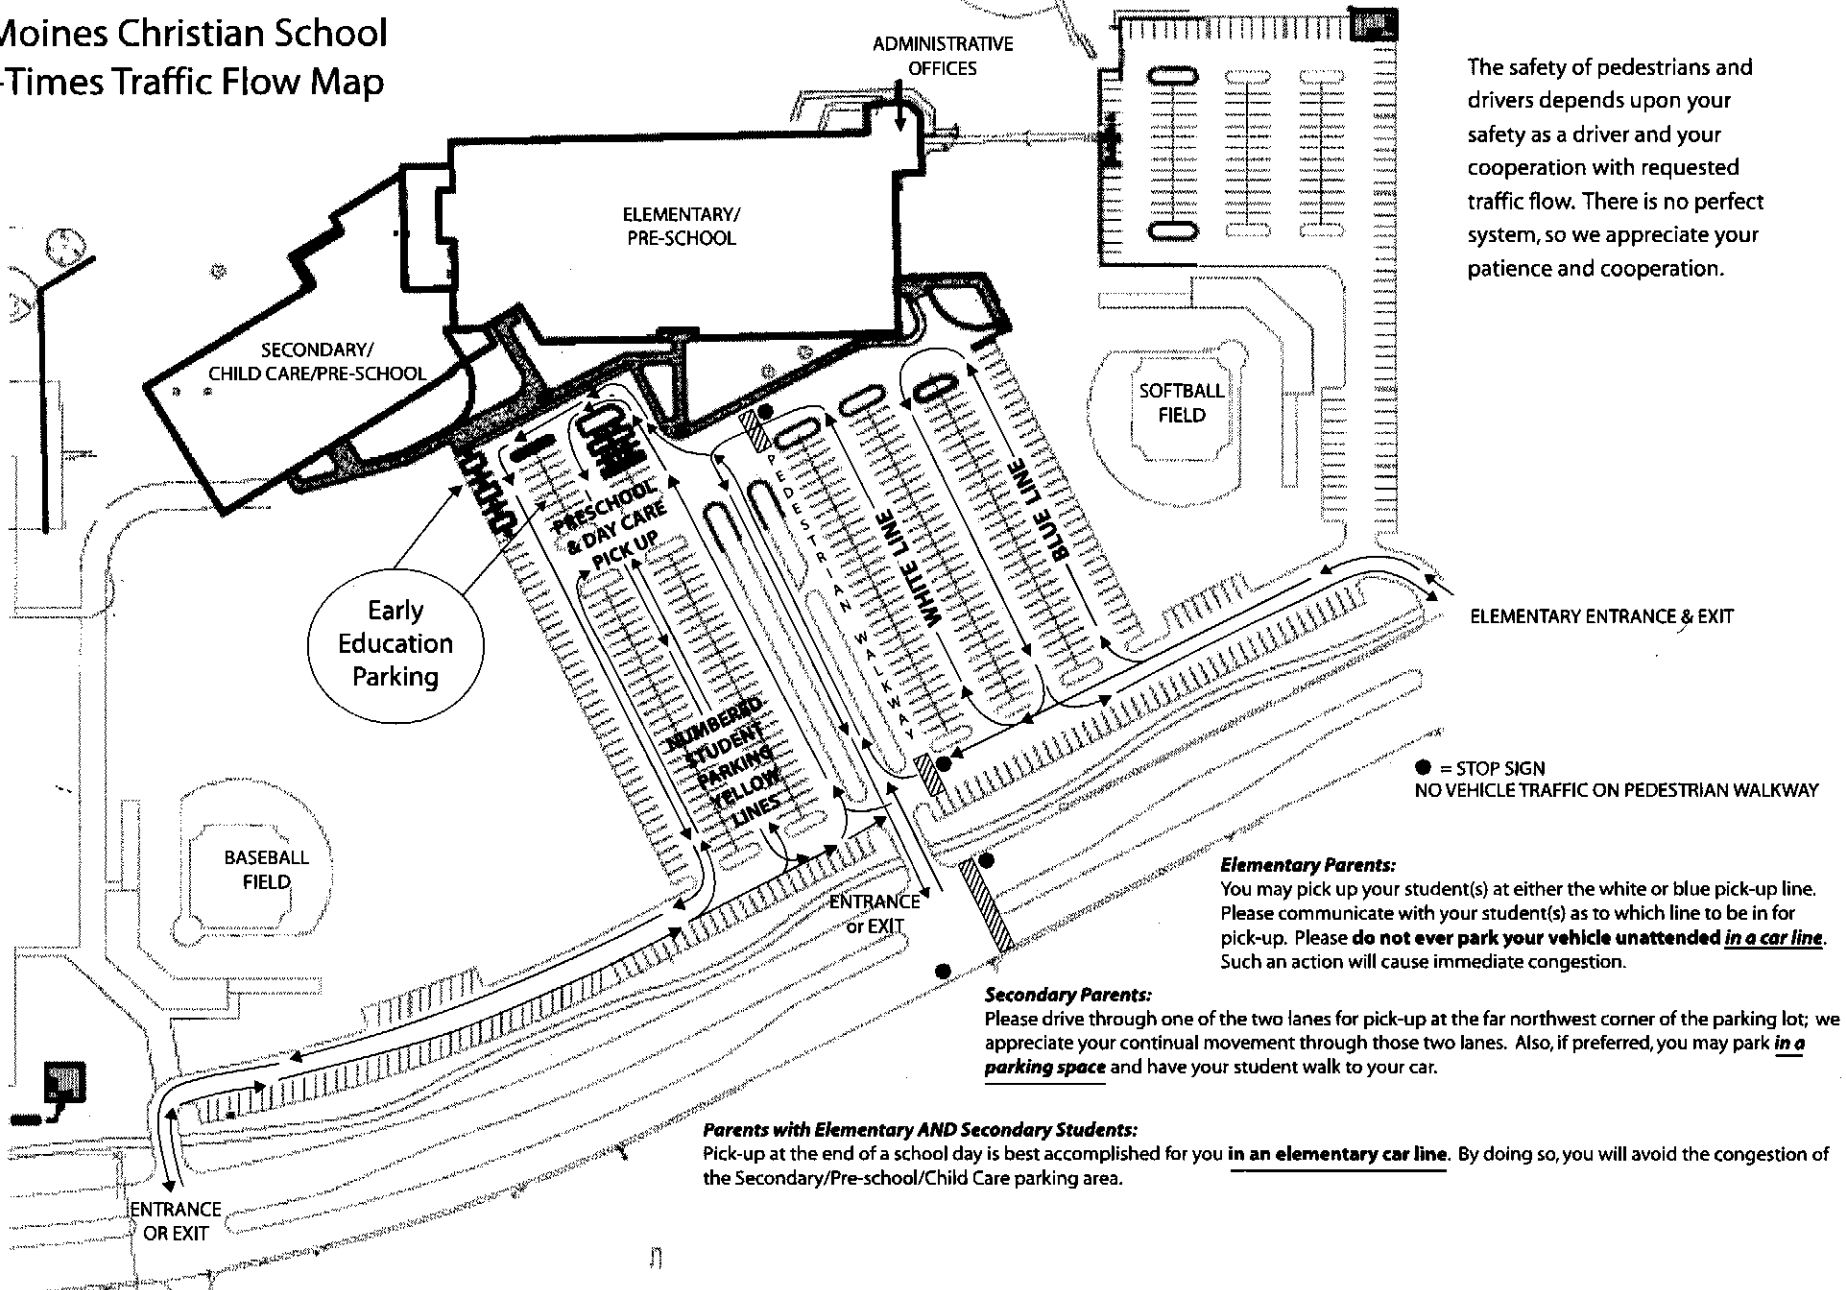 Moines Christian School
-Times Traffic Flow Map
ADMINISTRATIVE
OFFICES
The safety of pedestrians and
drivers depends upon your
safety as a driver and your
cooperation with requested
traffic flow. There is no perfect
system, so we appreciate your
patience and cooperation.
ELEMENTARY/
PRE-SCHOOL
SECONDARY/
CHILD CARE/PRE-SCHOOL
SOFTBALL
FIELD
PRESCHOOL
& DAY CARE
PICK UP
PEDESTRIAN WALKWAY
WHITE LINE
BLUE LINE
Early
Education
Parking
ELEMENTARY ENTRANCE & EXIT
NUMBERED
STUDENT
PARKING
YELLOW
LINES
= STOP SIGN
NO VEHICLE TRAFFIC ON PEDESTRIAN WALKWAY
BASEBALL
FIELD
ENTRANCE
or EXIT
Elementary Parents:
You may pick up your student(s) at either the white or blue pick-up line.
Please communicate with your student(s) as to which line to be in for
pick-up. Please do not ever park your vehicle unattended in a car line.
Such an action will cause immediate congestion.
Secondary Parents:
Please drive through one of the two lanes for pick-up at the far northwest corner of the parking lot; we
appreciate your continual movement through those two lanes. Also, if preferred, you may park in a
parking space and have your student walk to your car.
Parents with Elementary AND Secondary Students:
Pick-up at the end of a school day is best accomplished for you in an elementary car line. By doing so, you will avoid the congestion of
the Secondary/Pre-school/Child Care parking area.
ENTRANCE
OR EXIT